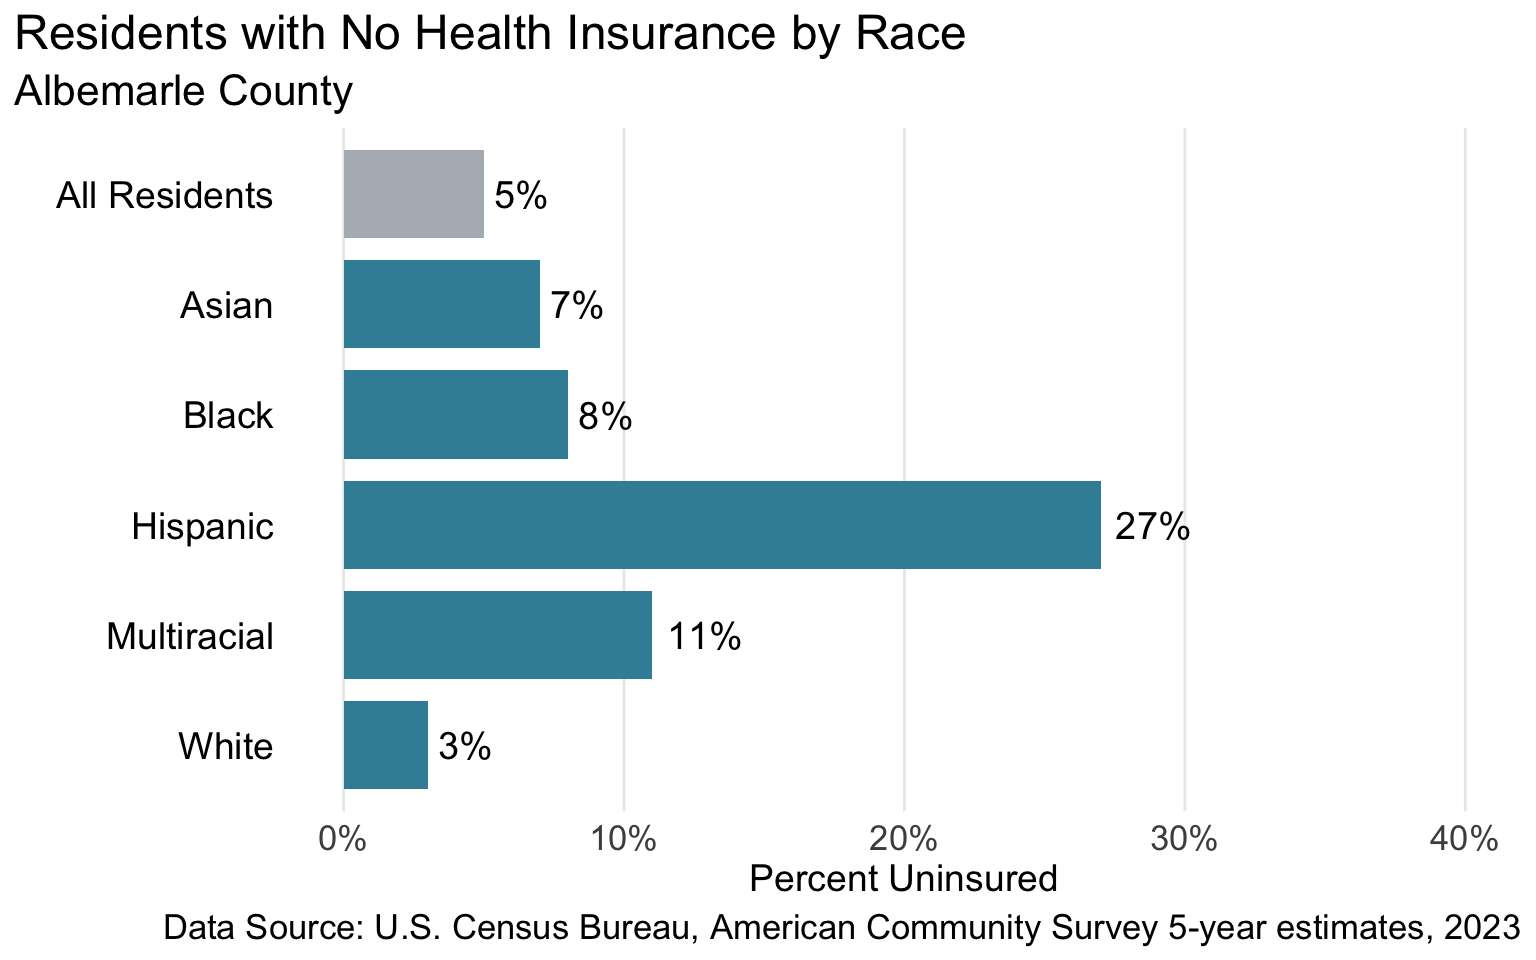 Residents with No Health Insurance by Race
Albemarle County
All Residents 5%
Asian 7%
Black 8%
Hispanic 27%
Multiracial 11%
White 3%
0% 10% 20% 30% 40%
Percent Uninsured
Data Source: U.S. Census Bureau, American Community Survey 5-year estimates, 2023